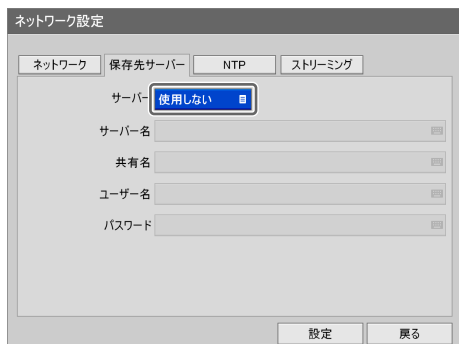 ネットワーク設定
ネットワーク 保存先サーバー NTP ストリーミング
サーバー 使用しない
サーバー名
共有名
ユーザー名
パスワード
設定 戻る